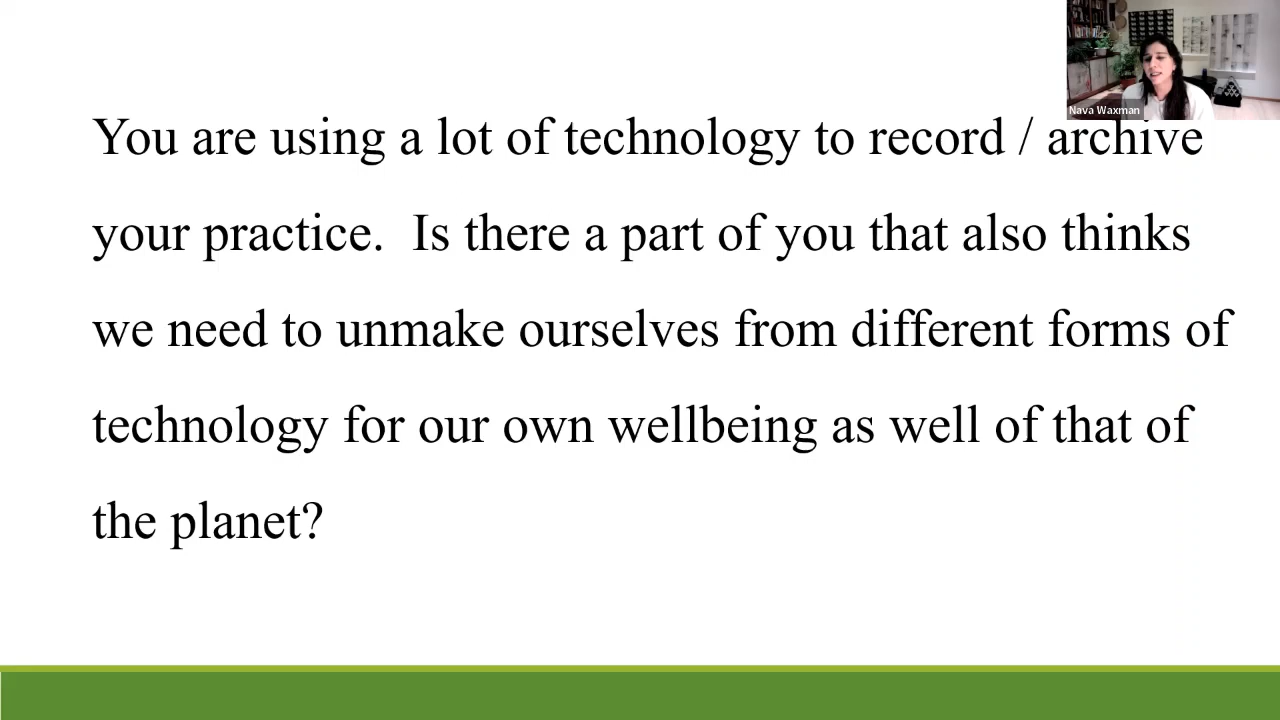 Nava Waxman
You are using a lot of technology to record / archive
your practice.  Is there a part of you that also thinks
we need to unmake ourselves from different forms of
technology for our own wellbeing as well of that of
the planet?